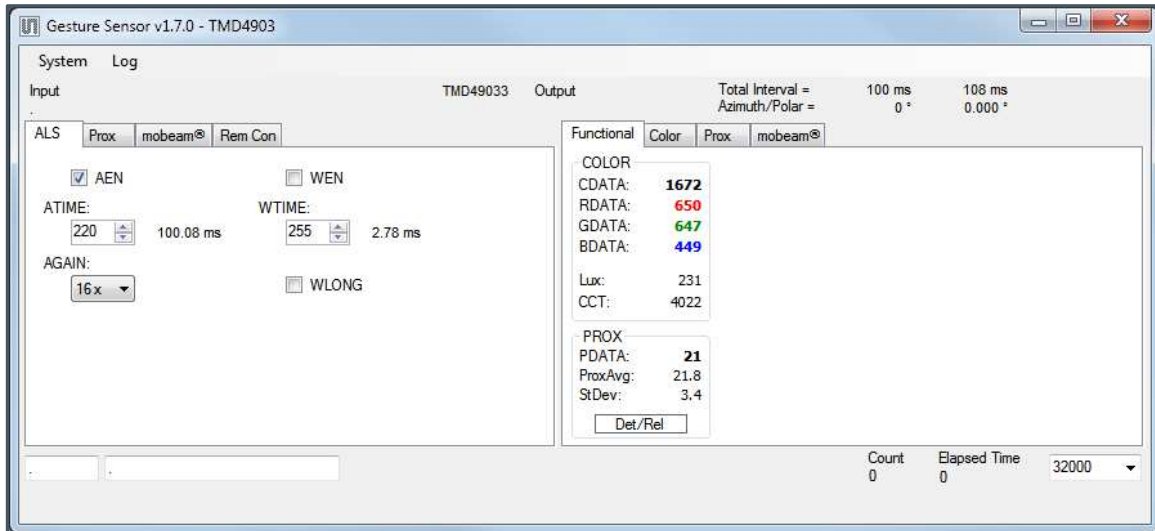 Gesture Sensor v1.7.0 - TMD4903
System Log
Input TMD49033 Output Total Interval = 100 ms 108 ms
. Azimuth/Polar = 0 ° 0.000 °
ALS Prox mobeam® Rem Con
Functional Color Prox mobeam®
AEN WEN
ATIME: WTIME:
220 100.08 ms 255 2.78 ms
AGAIN:
16x WLONG
COLOR
CDATA: 1672
RDATA: 650
GDATA: 647
BDATA: 449
Lux: 231
CCT: 4022
PROX
PDATA: 21
ProxAvg: 21.8
StDev: 3.4
Det/Rel
. . Count Elapsed Time 32000
0 0